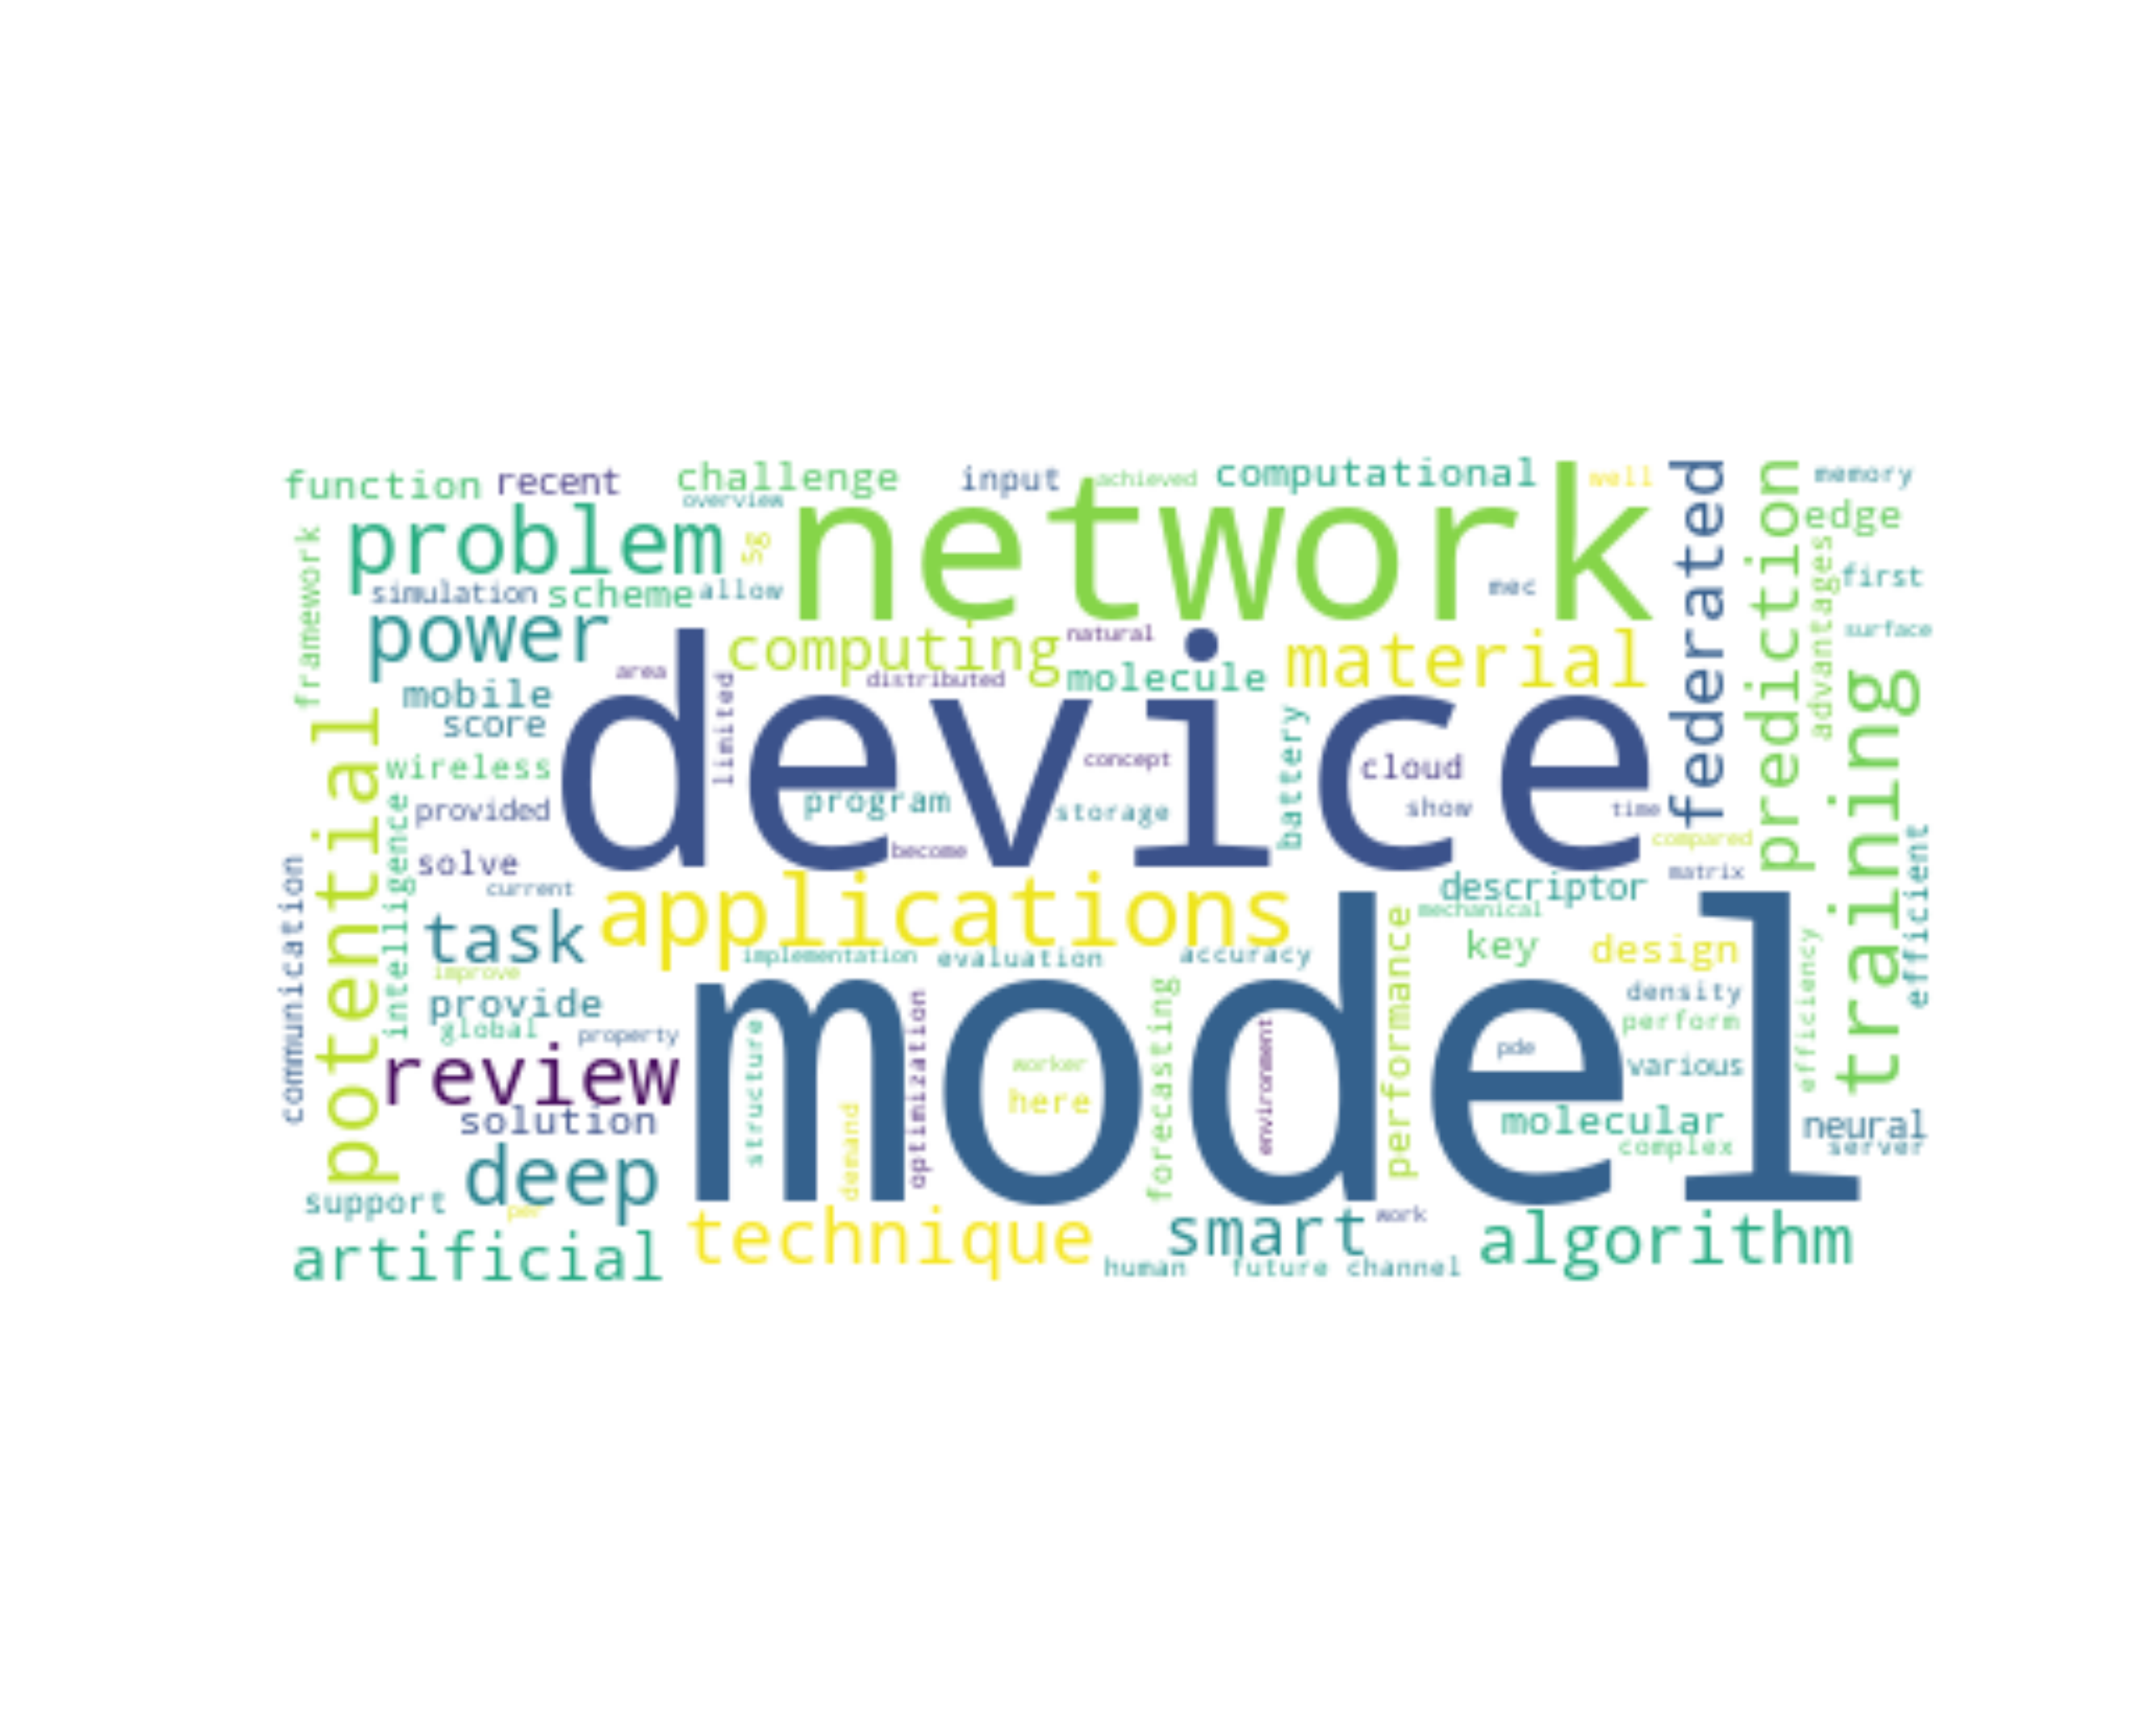 function recent challenge input achieved computational well federated prediction memory
overview network edge
framework problem 5g advantages first
simulation scheme allow mec
power computing natural material surface
area distributed molecule training
mobile limited device battery
score potential
wireless concept cloud
intelligence provided program storage show time
become compared efficient
communication solve matrix
current applications descriptor
task mechanical
implementation evaluation accuracy performance key design
improve efficiency
provide model density
global property optimization forecasting perform
structure environment pde
review worker various
solution demand here molecular neural
deep complex server
support per
artificial technique smart work algorithm
human future channel